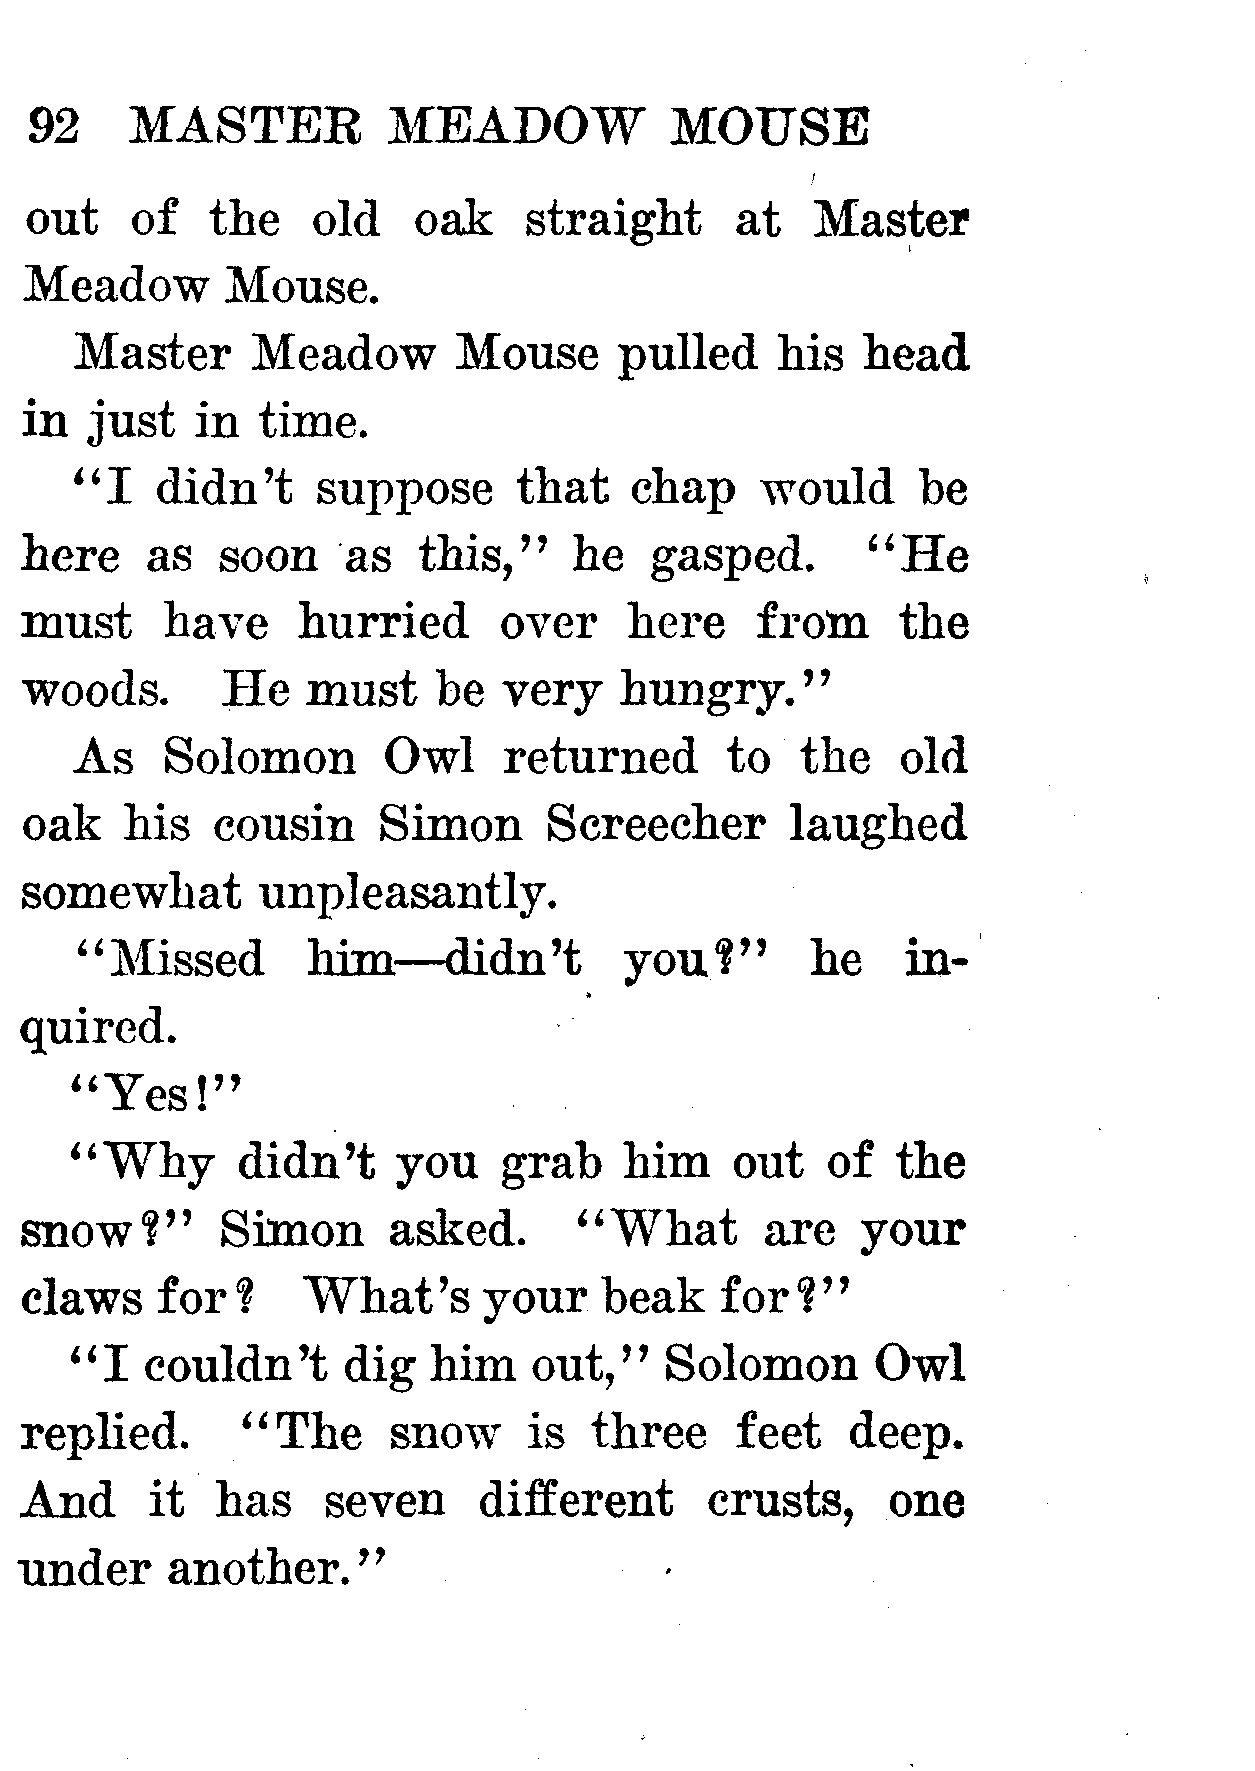 92 MASTER MEADOW MOUSE
out of the old oak straight at Master
Meadow Mouse.
Master Meadow Mouse pulled his head
in just in time.
"I didn't suppose that chap would be
here as soon as this," he gasped. "He
must have hurried over here from the
woods. He must be very hungry."
As Solomon Owl returned to the old
oak his cousin Simon Screecher laughed
somewhat unpleasantly.
"Missed him—didn't you?" he in-
quired.
"Yes!"
"Why didn't you grab him out of the
snow?" Simon asked. "What are your
claws for? What's your beak for?"
"I couldn't dig him out," Solomon Owl
replied. "The snow is three feet deep.
And it has seven different crusts, one
under another."